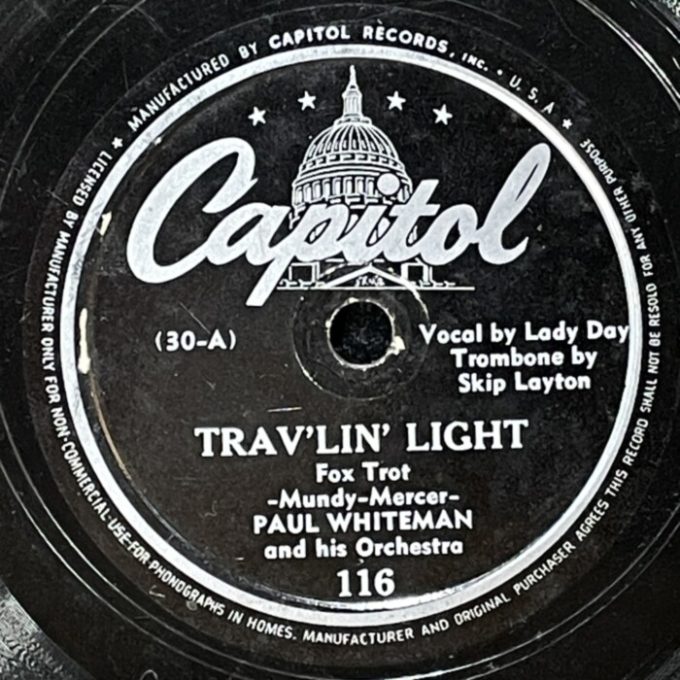 MANUFACTURED BY CAPITOL RECORDS, INC. • U. S. A ★
LICENSED BY MANUFACTURER ONLY FOR NON-COMMERCIAL-USE-FOR PHONOGRAPHS IN HOMES. MANUFACTURER AND ORIGINAL PURCHASER AGREES THIS RECORD SHALL NOT BE RESOLD FOR ANY OTHER PURPOSE
Capitol
(30-A)
Vocal by Lady Day
Trombone by
Skip Layton
TRAV'LIN' LIGHT
Fox Trot
-Mundy-Mercer-
PAUL WHITEMAN
and his Orchestra
116